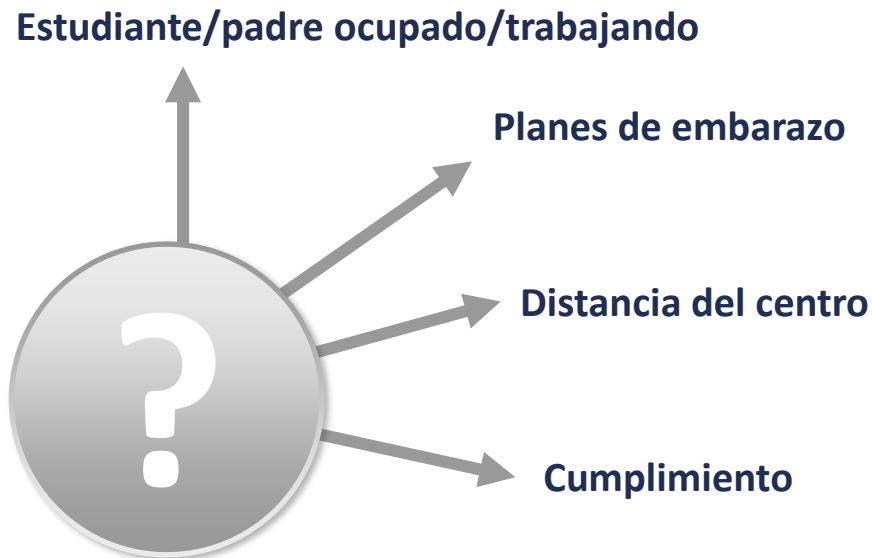 Estudiante/padre ocupado/trabajando
Planes de embarazo
Distancia del centro
?
Cumplimiento